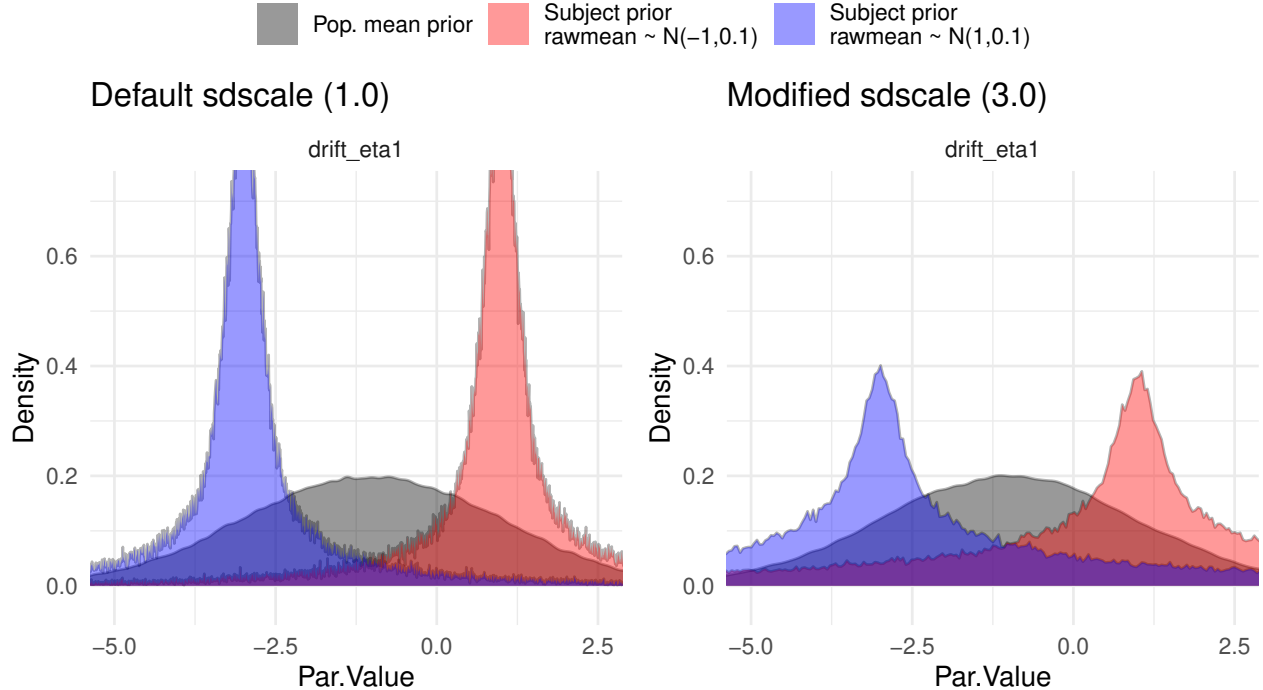 Pop. mean prior
Subject prior
rawmean ~ N(−1,0.1)
Subject prior
rawmean ~ N(1,0.1)
Default sdscale (1.0)
drift_eta1
Density
0.6
0.4
0.2
0.0
−5.0
−2.5
0.0
2.5
Par.Value
Modified sdscale (3.0)
drift_eta1
Density
0.6
0.4
0.2
0.0
−5.0
−2.5
0.0
2.5
Par.Value